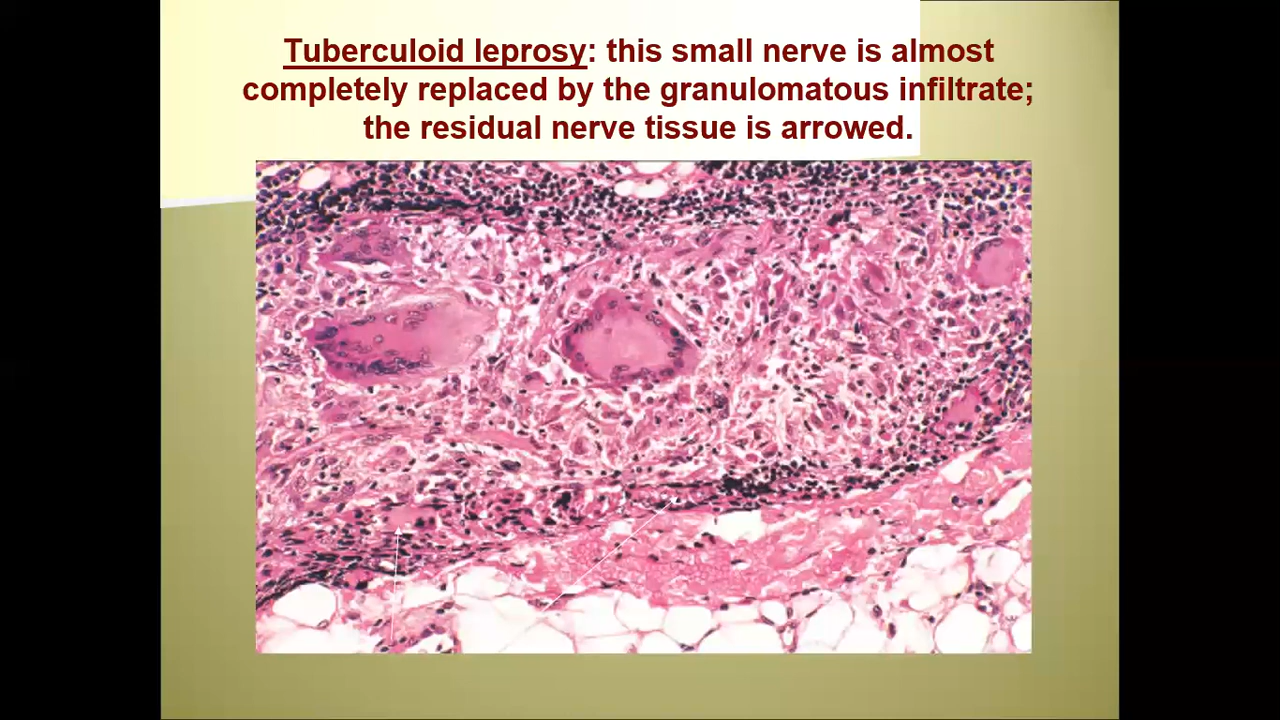 Tuberculoid leprosy: this small nerve is almost
completely replaced by the granulomatous infiltrate;
the residual nerve tissue is arrowed.